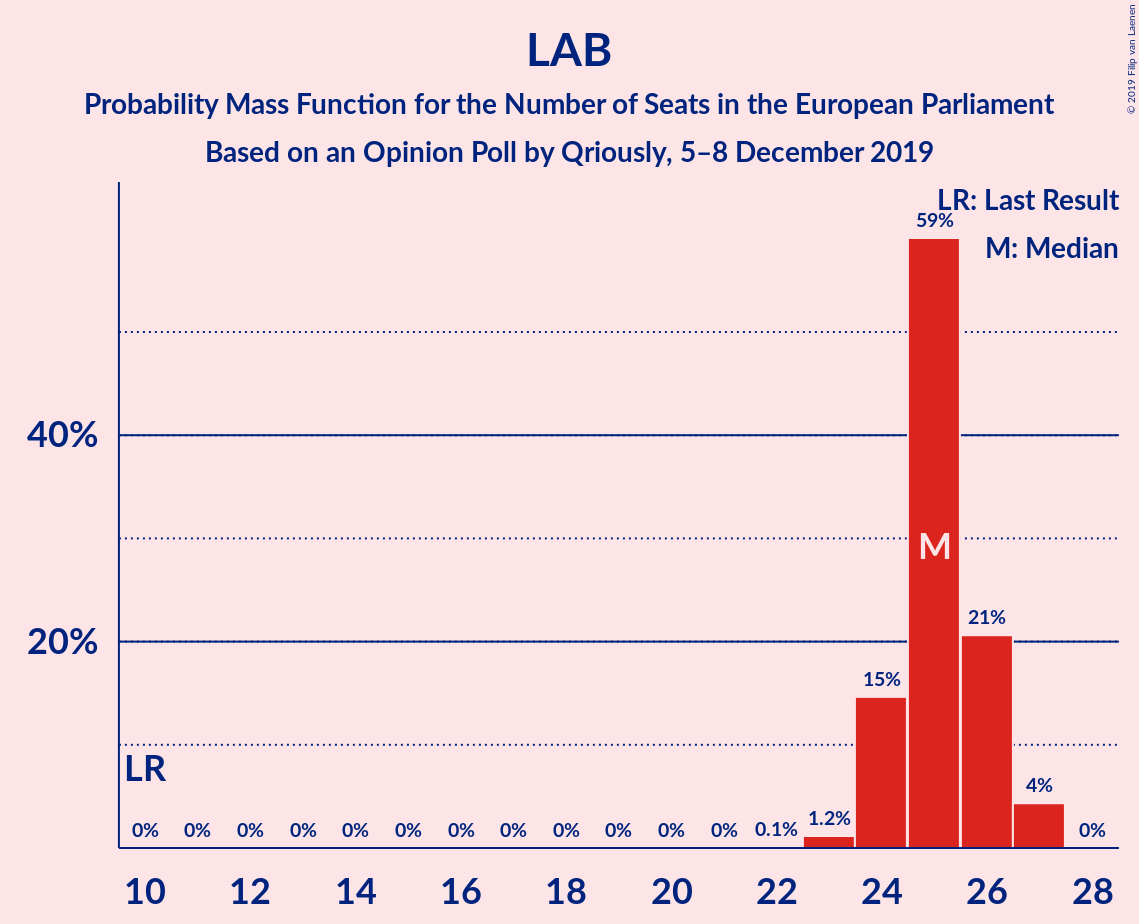 © 2019 Filip van Laenen
LAB
Probability Mass Function for the Number of Seats in the European Parliament
Based on an Opinion Poll by Qriously, 5–8 December 2019
LR: Last Result
M: Median
59%
40%
M
20%
21%
15%
LR
4%
0% 0% 0% 0% 0% 0% 0% 0% 0% 0% 0% 0% 0.1% 1.2% 0%
10 12 14 16 18 20 22 24 26 28